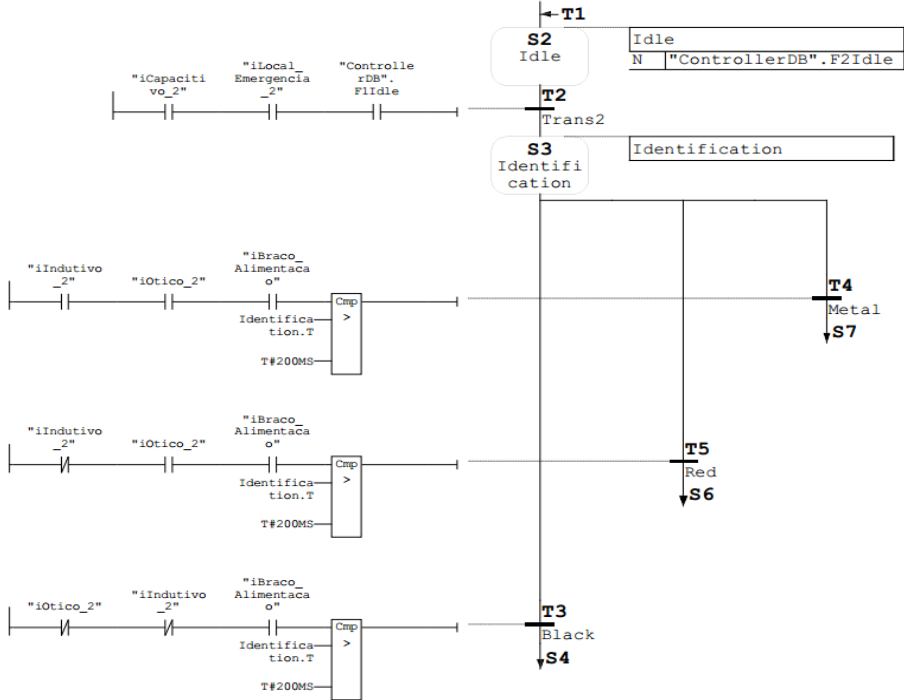 T1
S2
Idle
Idle
N "ControllerDB".F2Idle
"iCapaciti
vo_2"
"iLocal_
Emergencia
_2"
"Controlle
rDB".
F1Idle
T2
Trans2
S3
Identifi
cation
Identification
"iIndutivo
_2"
"iOtico_2"
"iBraco_
Alimentaca
o"
Cmp
>
Identifica
tion.T
T#200MS
T4
Metal
S7
"iIndutivo
_2"
"iOtico_2"
"iBraco_
Alimentaca
o"
Cmp
>
Identifica
tion.T
T#200MS
T5
Red
S6
"iOtico_2"
"iIndutivo
_2"
"iBraco_
Alimentaca
o"
Cmp
>
Identifica
tion.T
T#200MS
T3
Black
S4